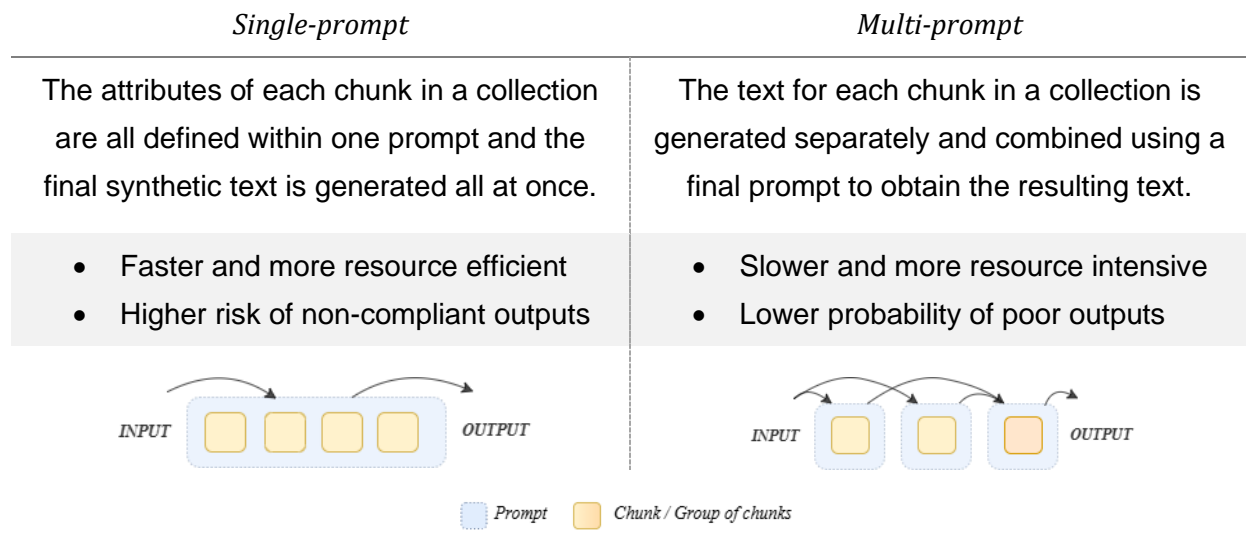 Single-prompt
Multi-prompt
The attributes of each chunk in a collection
are all defined within one prompt and the
final synthetic text is generated all at once.
The text for each chunk in a collection is
generated separately and combined using a
final prompt to obtain the resulting text.
• Faster and more resource efficient
• Higher risk of non-compliant outputs
• Slower and more resource intensive
• Lower probability of poor outputs
INPUT
OUTPUT
INPUT
OUTPUT
Prompt
Chunk / Group of chunks